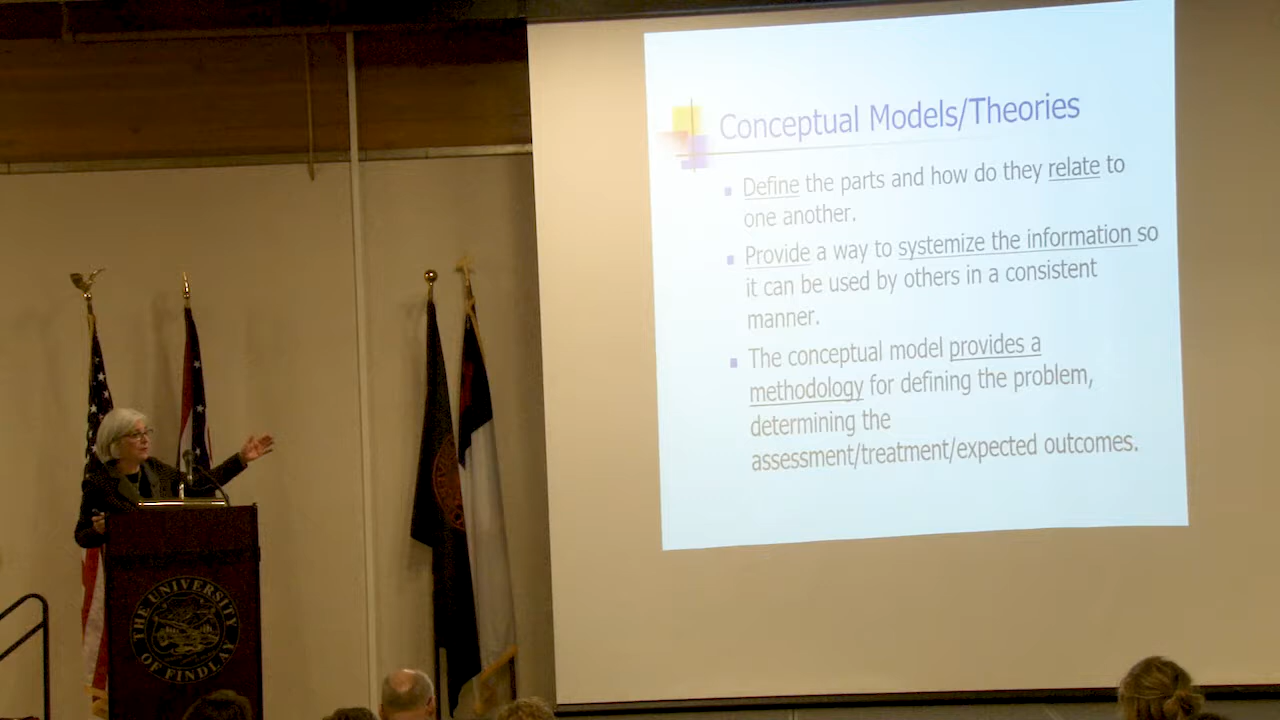 Conceptual Models/Theories
Define the parts and how do they relate to
one another.
Provide a way to systemize the information so
it can be used by others in a consistent
manner.
The conceptual model provides a
methodology for defining the problem,
determining the
assessment/treatment/expected outcomes.
THE UNIVERSITY
OF FINDLAY